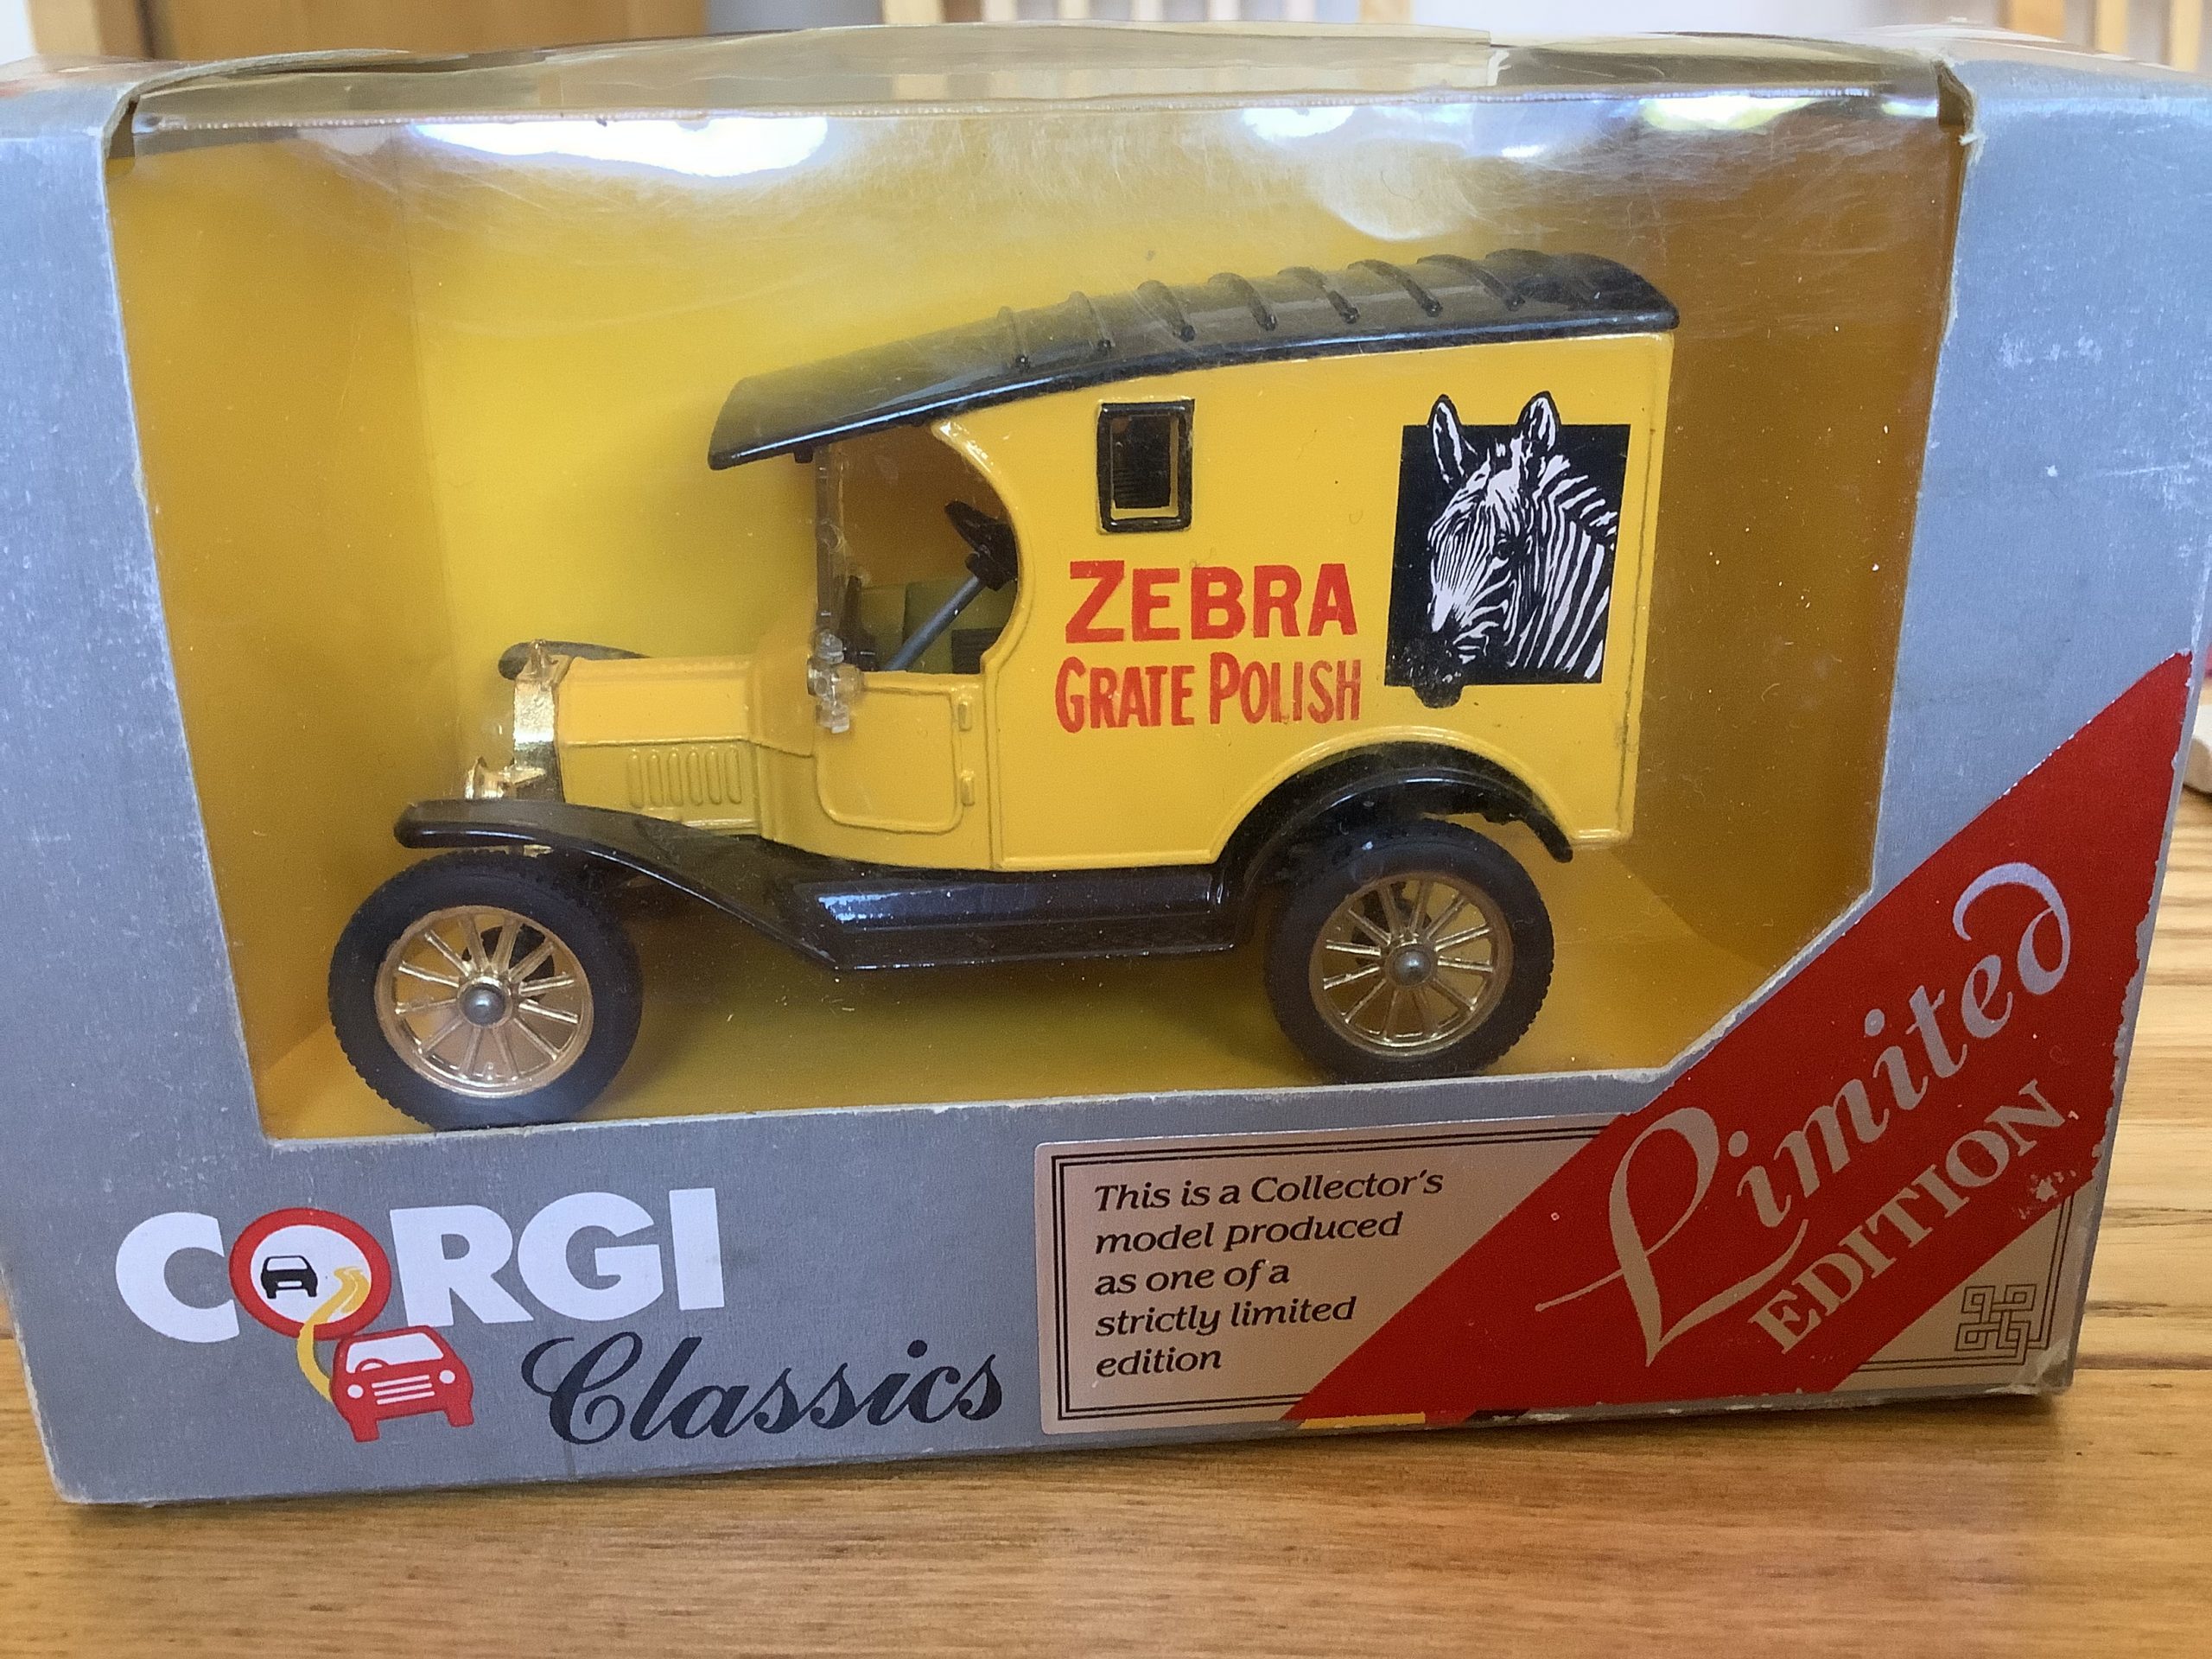 ZEBRA
GRATE POLISH
CORGI
Classics
This is a Collector's
model produced
as one of a
strictly limited
edition
Limited
EDITION